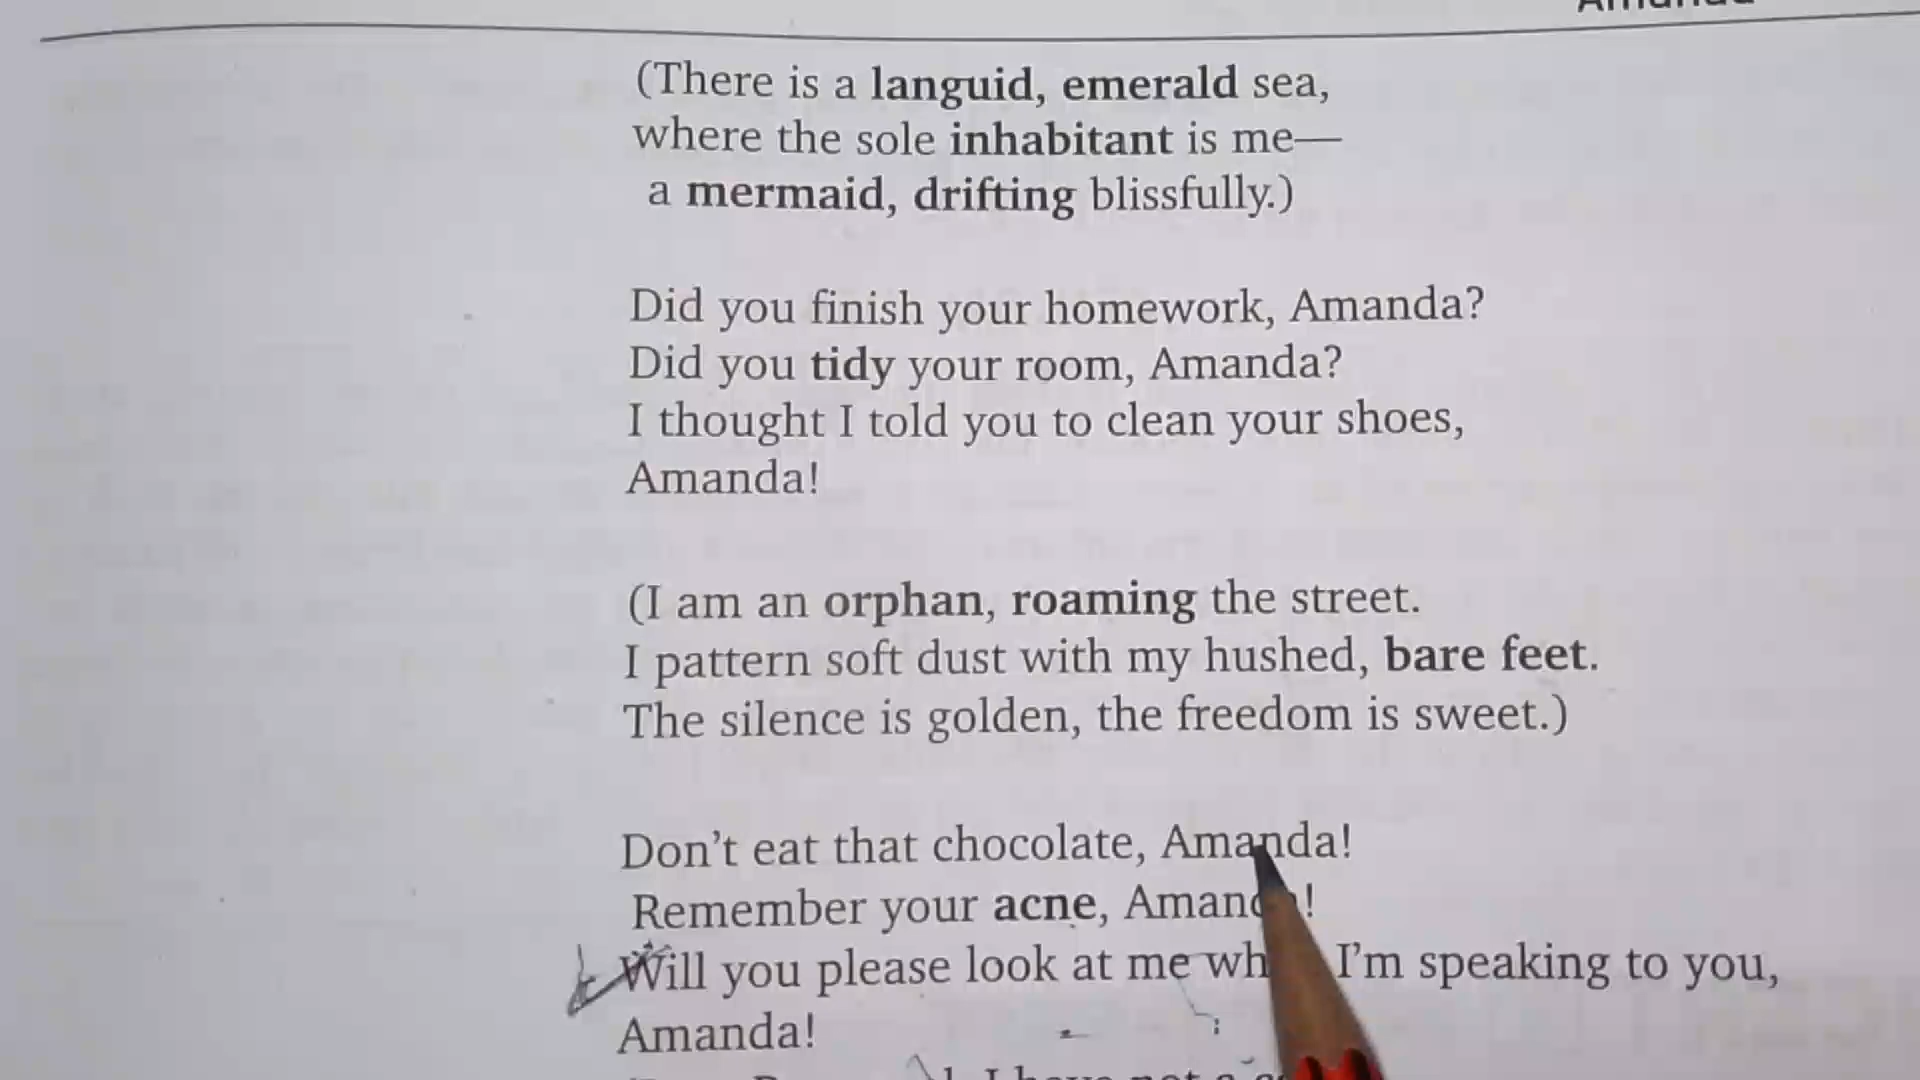 (There is a languid, emerald sea,
where the sole inhabitant is me—
a mermaid, drifting blissfully.)
Did you finish your homework, Amanda?
Did you tidy your room, Amanda?
I thought I told you to clean your shoes,
Amanda!
(I am an orphan, roaming the street.
I pattern soft dust with my hushed, bare feet.
The silence is golden, the freedom is sweet.)
Don't eat that chocolate, Amanda!
Remember your acne, Amanda!
Will you please look at me I'm speaking to you,
Amanda!